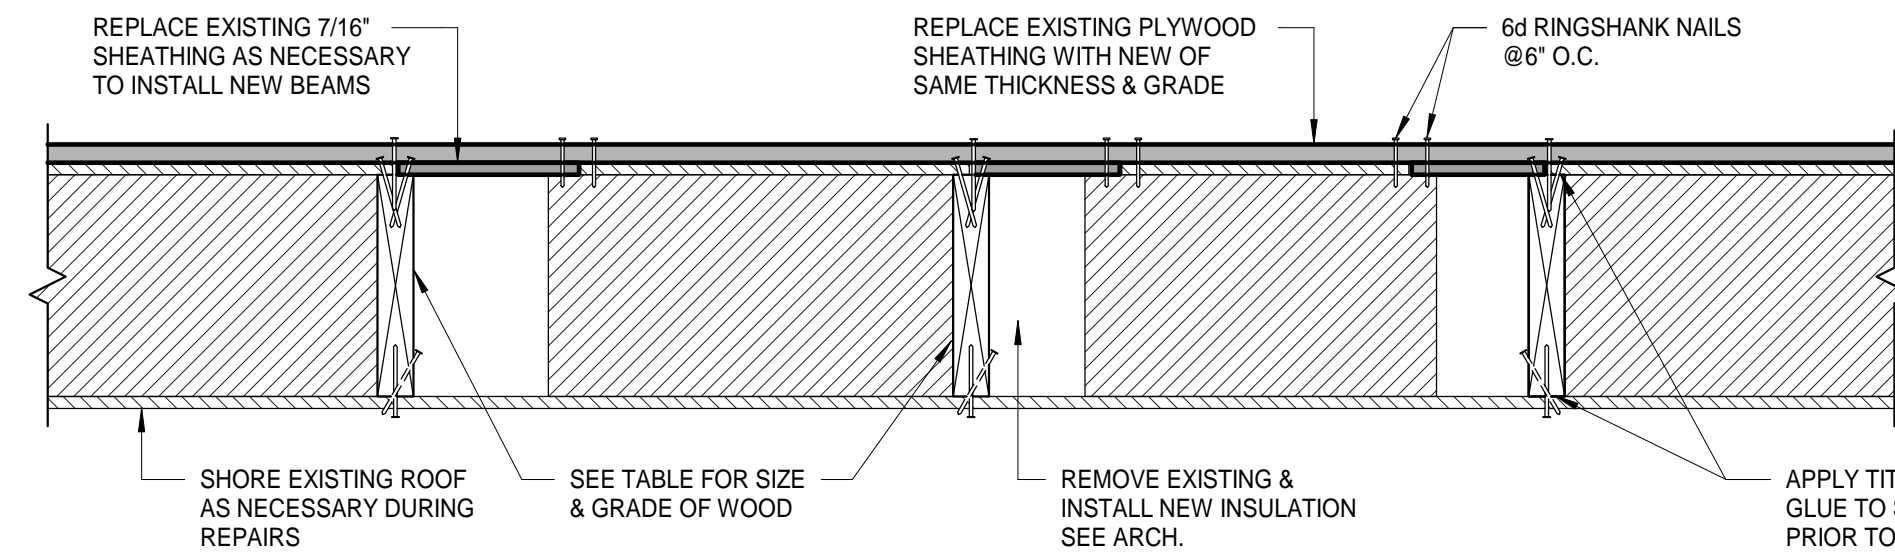 REPLACE EXISTING 7/16"
SHEATHING AS NECESSARY
TO INSTALL NEW BEAMS
REPLACE EXISTING PLYWOOD
SHEATHING WITH NEW OF
SAME THICKNESS & GRADE
6d RINGSHANK NAILS
@6" O.C.
SHORE EXISTING ROOF
AS NECESSARY DURING
REPAIRS
SEE TABLE FOR SIZE
& GRADE OF WOOD
REMOVE EXISTING &
INSTALL NEW INSULATION
SEE ARCH.
APPLY TIT
GLUE TO
PRIOR TO